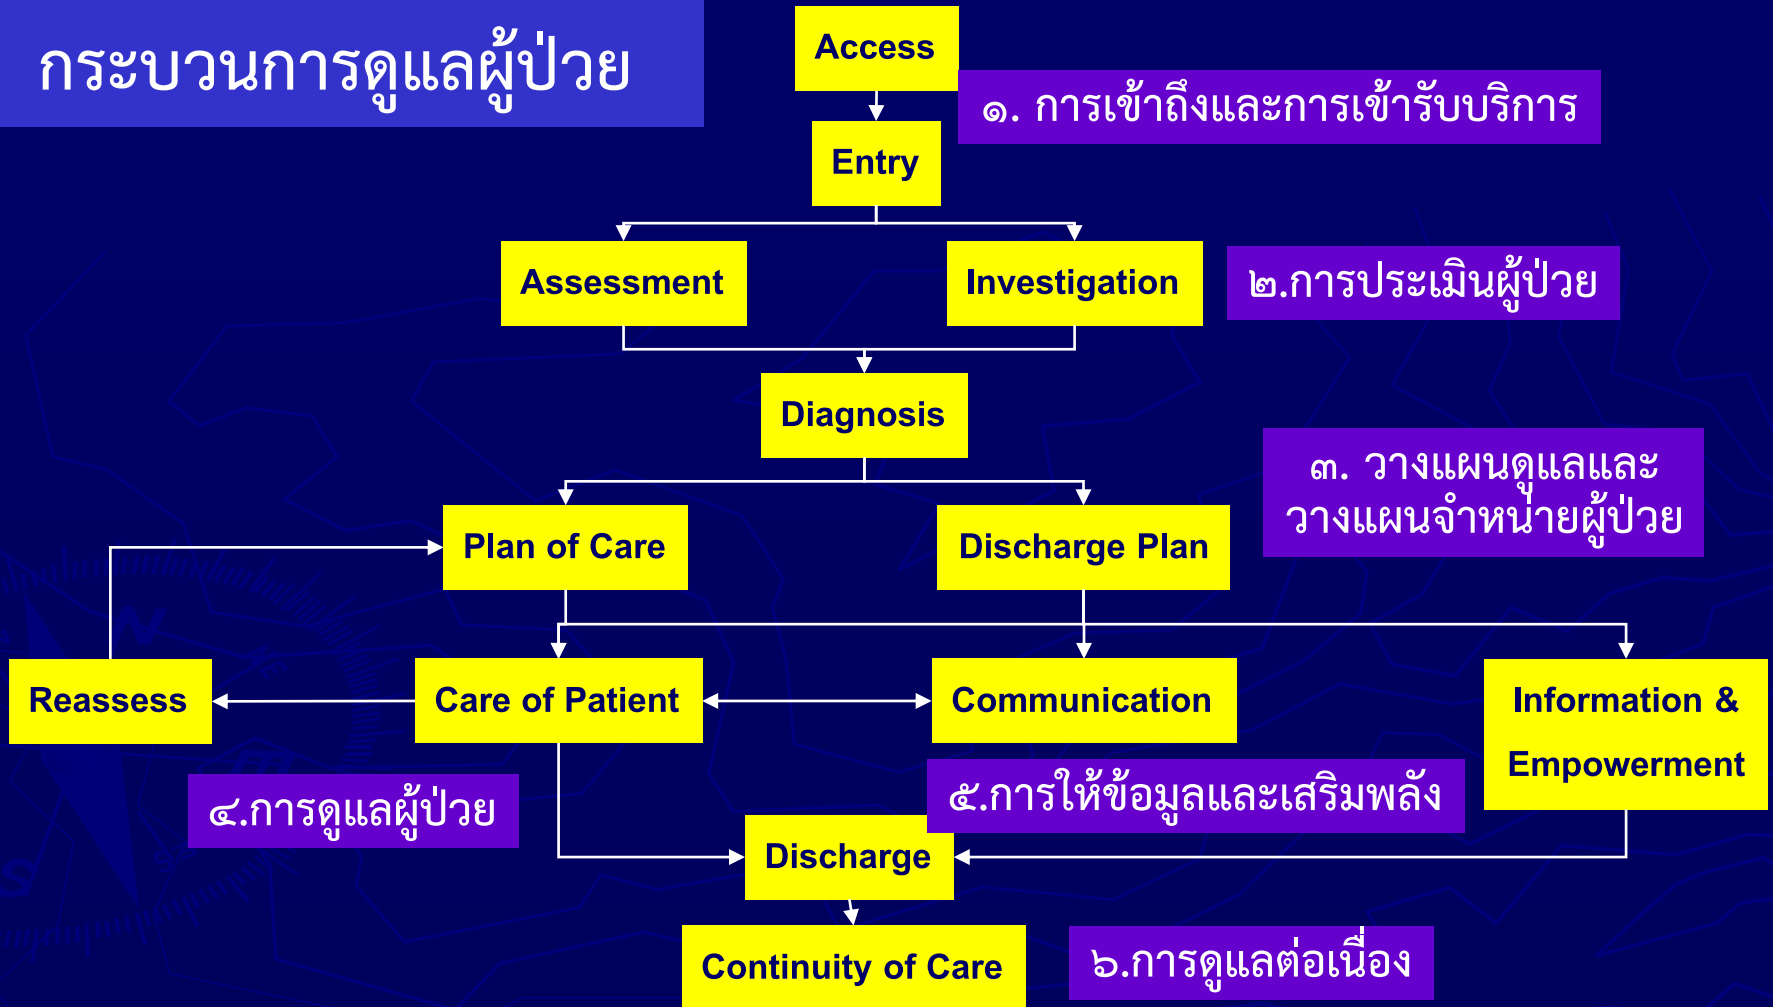 กระบวนการดูแลผู้ป่วย
Access
๑. การเข้าถึงและการเข้ารับบริการ
Entry
Assessment
Investigation
๒.การประเมินผู้ป่วย
Diagnosis
๓. วางแผนดูแลและ
วางแผนจำหน่ายผู้ป่วย
Plan of Care
Discharge Plan
Reassess
Care of Patient
Communication
Information &
Empowerment
๔.การดูแลผู้ป่วย
๕.การให้ข้อมูลและเสริมพลัง
Discharge
Continuity of Care
๖.การดูแลต่อเนื่อง